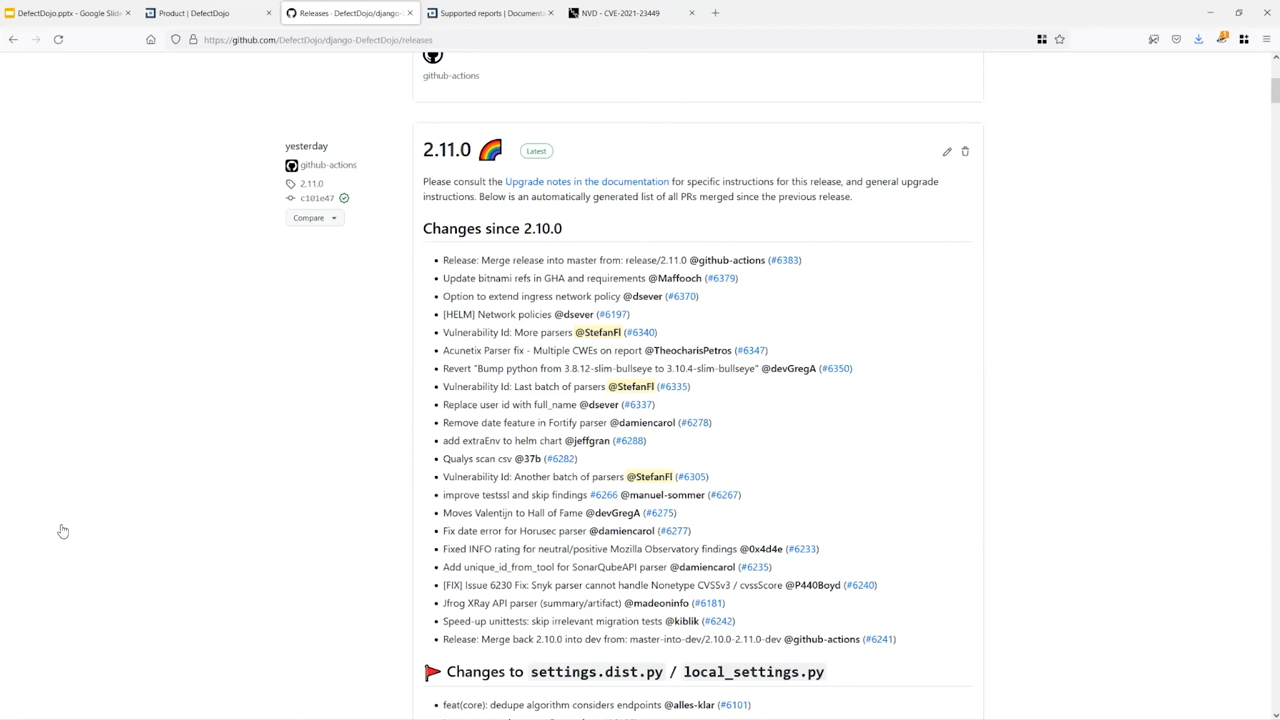 DefectDojo.pptx - Google Slide
Product | DefectDojo
Releases · DefectDojo/django-D
Supported reports | Documenta
NVD - CVE-2021-23449
https://github.com/DefectDojo/django-DefectDojo/releases
github-actions
yesterday
github-actions
2.11.0
c101e47
Compare
2.11.0 🌈 Latest
Please consult the Upgrade notes in the documentation for specific instructions for this release, and general upgrade
instructions. Below is an automatically generated list of all PRs merged since the previous release.
Changes since 2.10.0
• Release: Merge release into master from: release/2.11.0 @github-actions (#6383)
• Update bitnami refs in GHA and requirements @Maffooch (#6379)
• Option to extend ingress network policy @dsever (#6370)
• [HELM] Network policies @dsever (#6197)
• Vulnerability Id: More parsers @StefanFl (#6340)
• Acunetix Parser fix - Multiple CWEs on report @TheocharisPetros (#6347)
• Revert "Bump python from 3.8.12-slim-bullseye to 3.10.4-slim-bullseye" @devGregA (#6350)
• Vulnerability Id: Last batch of parsers @StefanFl (#6335)
• Replace user id with full_name @dsever (#6337)
• Remove date feature in Fortify parser @damiencarol (#6278)
• add extraEnv to helm chart @jeffgran (#6288)
• Qualys scan csv @37b (#6282)
• Vulnerability Id: Another batch of parsers @StefanFl (#6305)
• improve testssl and skip findings #6266 @manuel-sommer (#6267)
• Moves Valentijn to Hall of Fame @devGregA (#6275)
• Fix date error for Horusec parser @damiencarol (#6277)
• Fixed INFO rating for neutral/positive Mozilla Observatory findings @0x4d4e (#6233)
• Add unique_id_from_tool for SonarQubeAPI parser @damiencarol (#6235)
• [FIX] Issue 6230 Fix: Snyk parser cannot handle Nonetype CVSSv3 / cvssScore @P440Boyd (#6240)
• Jfrog XRay API parser (summary/artifact) @madeoninfo (#6181)
• Speed-up unittests: skip irrelevant migration tests @kiblik (#6242)
• Release: Merge back 2.10.0 into dev from: master-into-dev/2.10.0-2.11.0-dev @github-actions (#6241)
🚩 Changes to settings.dist.py / local_settings.py
• feat(core): dedupe algorithm considers endpoints @alles-klar (#6101)